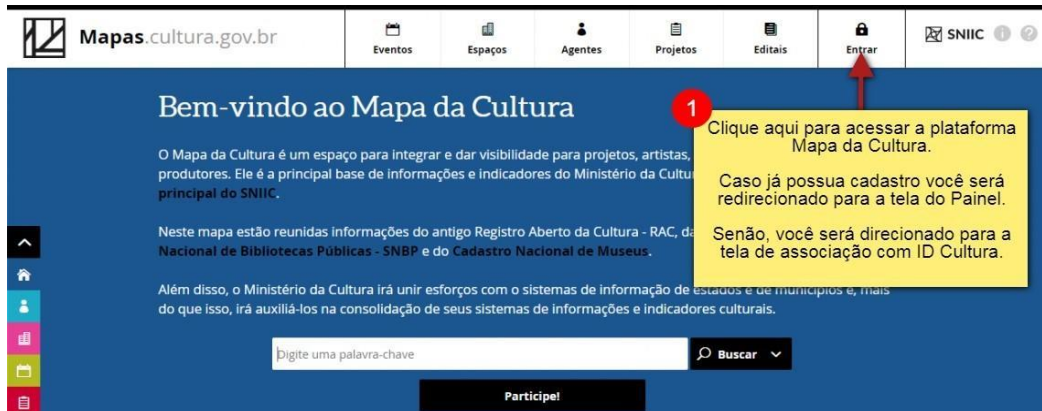 Mapas.cultura.gov.br
Eventos
Espaços
Agentes
Projetos
Editais
Entrar
SNIIC
Bem-vindo ao Mapa da Cultura
O Mapa da Cultura é um espaço para integrar e dar visibilidade para projetos, artistas,
produtores. Ele é a principal base de informações e indicadores do Ministério da Cultu
principal do SNIIC.
Neste mapa estão reunidas informações do antigo Registro Aberto da Cultura - RAC, da
Nacional de Bibliotecas Públicas - SNBP e do Cadastro Nacional de Museus.
Além disso, o Ministério da Cultura irá unir esforços com o sistemas de informação de estados e de municípios e, mais
do que isso, irá auxiliá-los na consolidação de seus sistemas de informações e indicadores culturais.
Digite uma palavra-chave
Buscar
Participe!
1
Clique aqui para acessar a plataforma
Mapa da Cultura.
Caso já possua cadastro você será
redirecionado para a tela do Painel.
Senão, você será direcionado para a
tela de associação com ID Cultura.